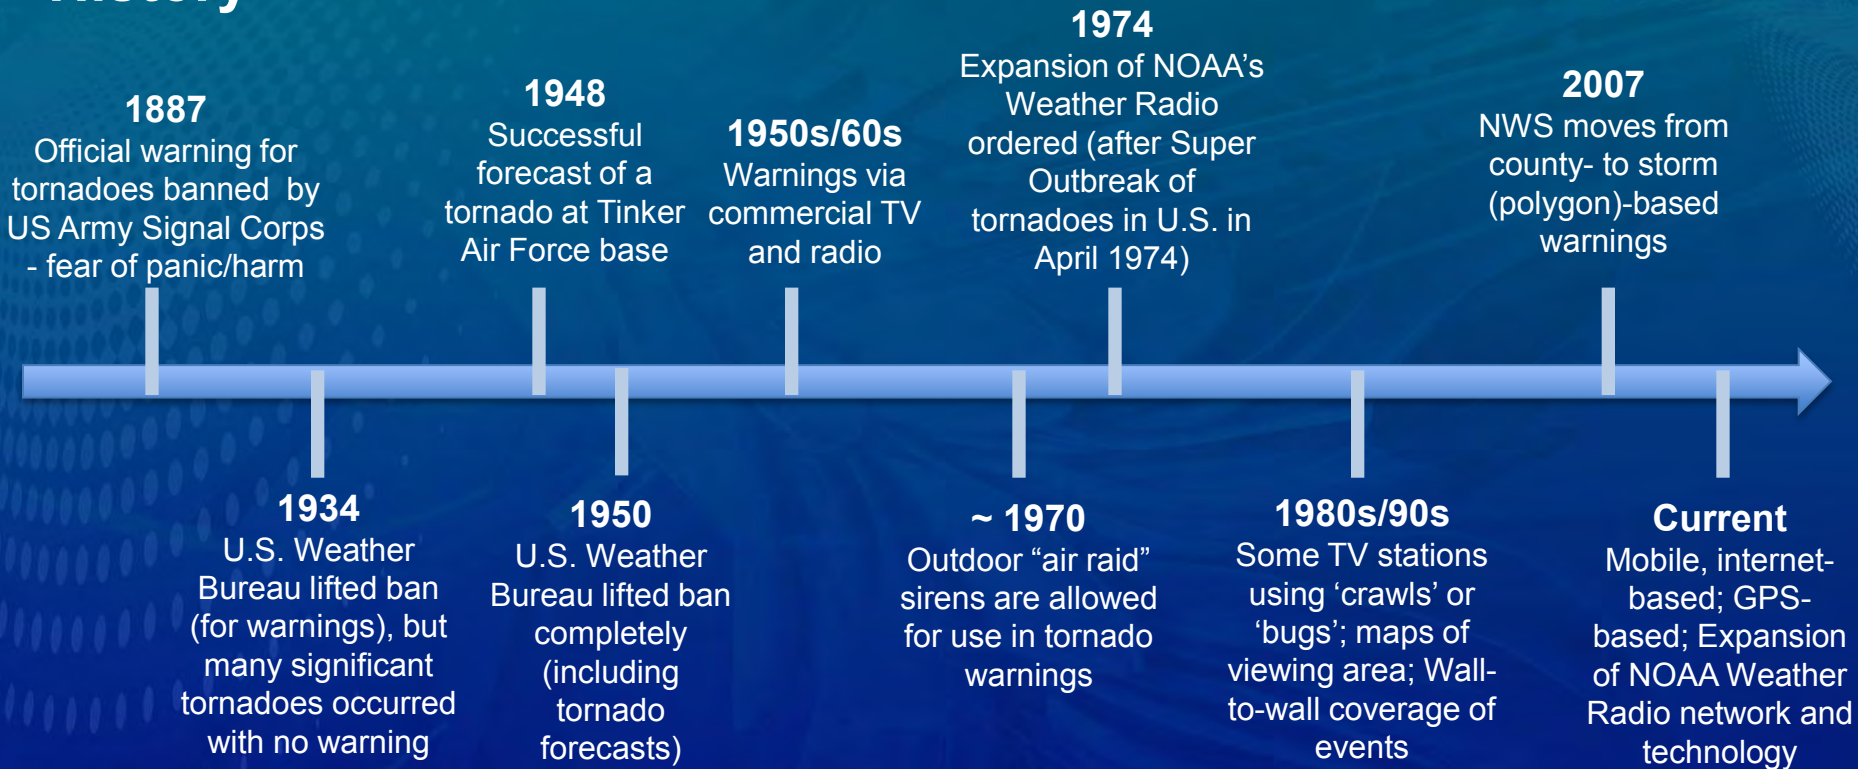 History
1887
Official warning for
tornadoes banned by
US Army Signal Corps
- fear of panic/harm
1934
U.S. Weather
Bureau lifted ban
(for warnings), but
many significant
tornadoes occurred
with no warning
1948
Successful
forecast of a
tornado at Tinker
Air Force base
1950
U.S. Weather
Bureau lifted ban
completely
(including
tornado
forecasts)
1950s/60s
Warnings via
commercial TV
and radio
~ 1970
Outdoor “air raid”
sirens are allowed
for use in tornado
warnings
1974
Expansion of NOAA’s
Weather Radio
ordered (after Super
Outbreak of
tornadoes in U.S. in
April 1974)
1980s/90s
Some TV stations
using ‘crawls’ or
‘bugs’; maps of
viewing area; Wall-
to-wall coverage of
events
2007
NWS moves from
county- to storm
(polygon)-based
warnings
Current
Mobile, internet-
based; GPS-
based; Expansion
of NOAA Weather
Radio network and
technology